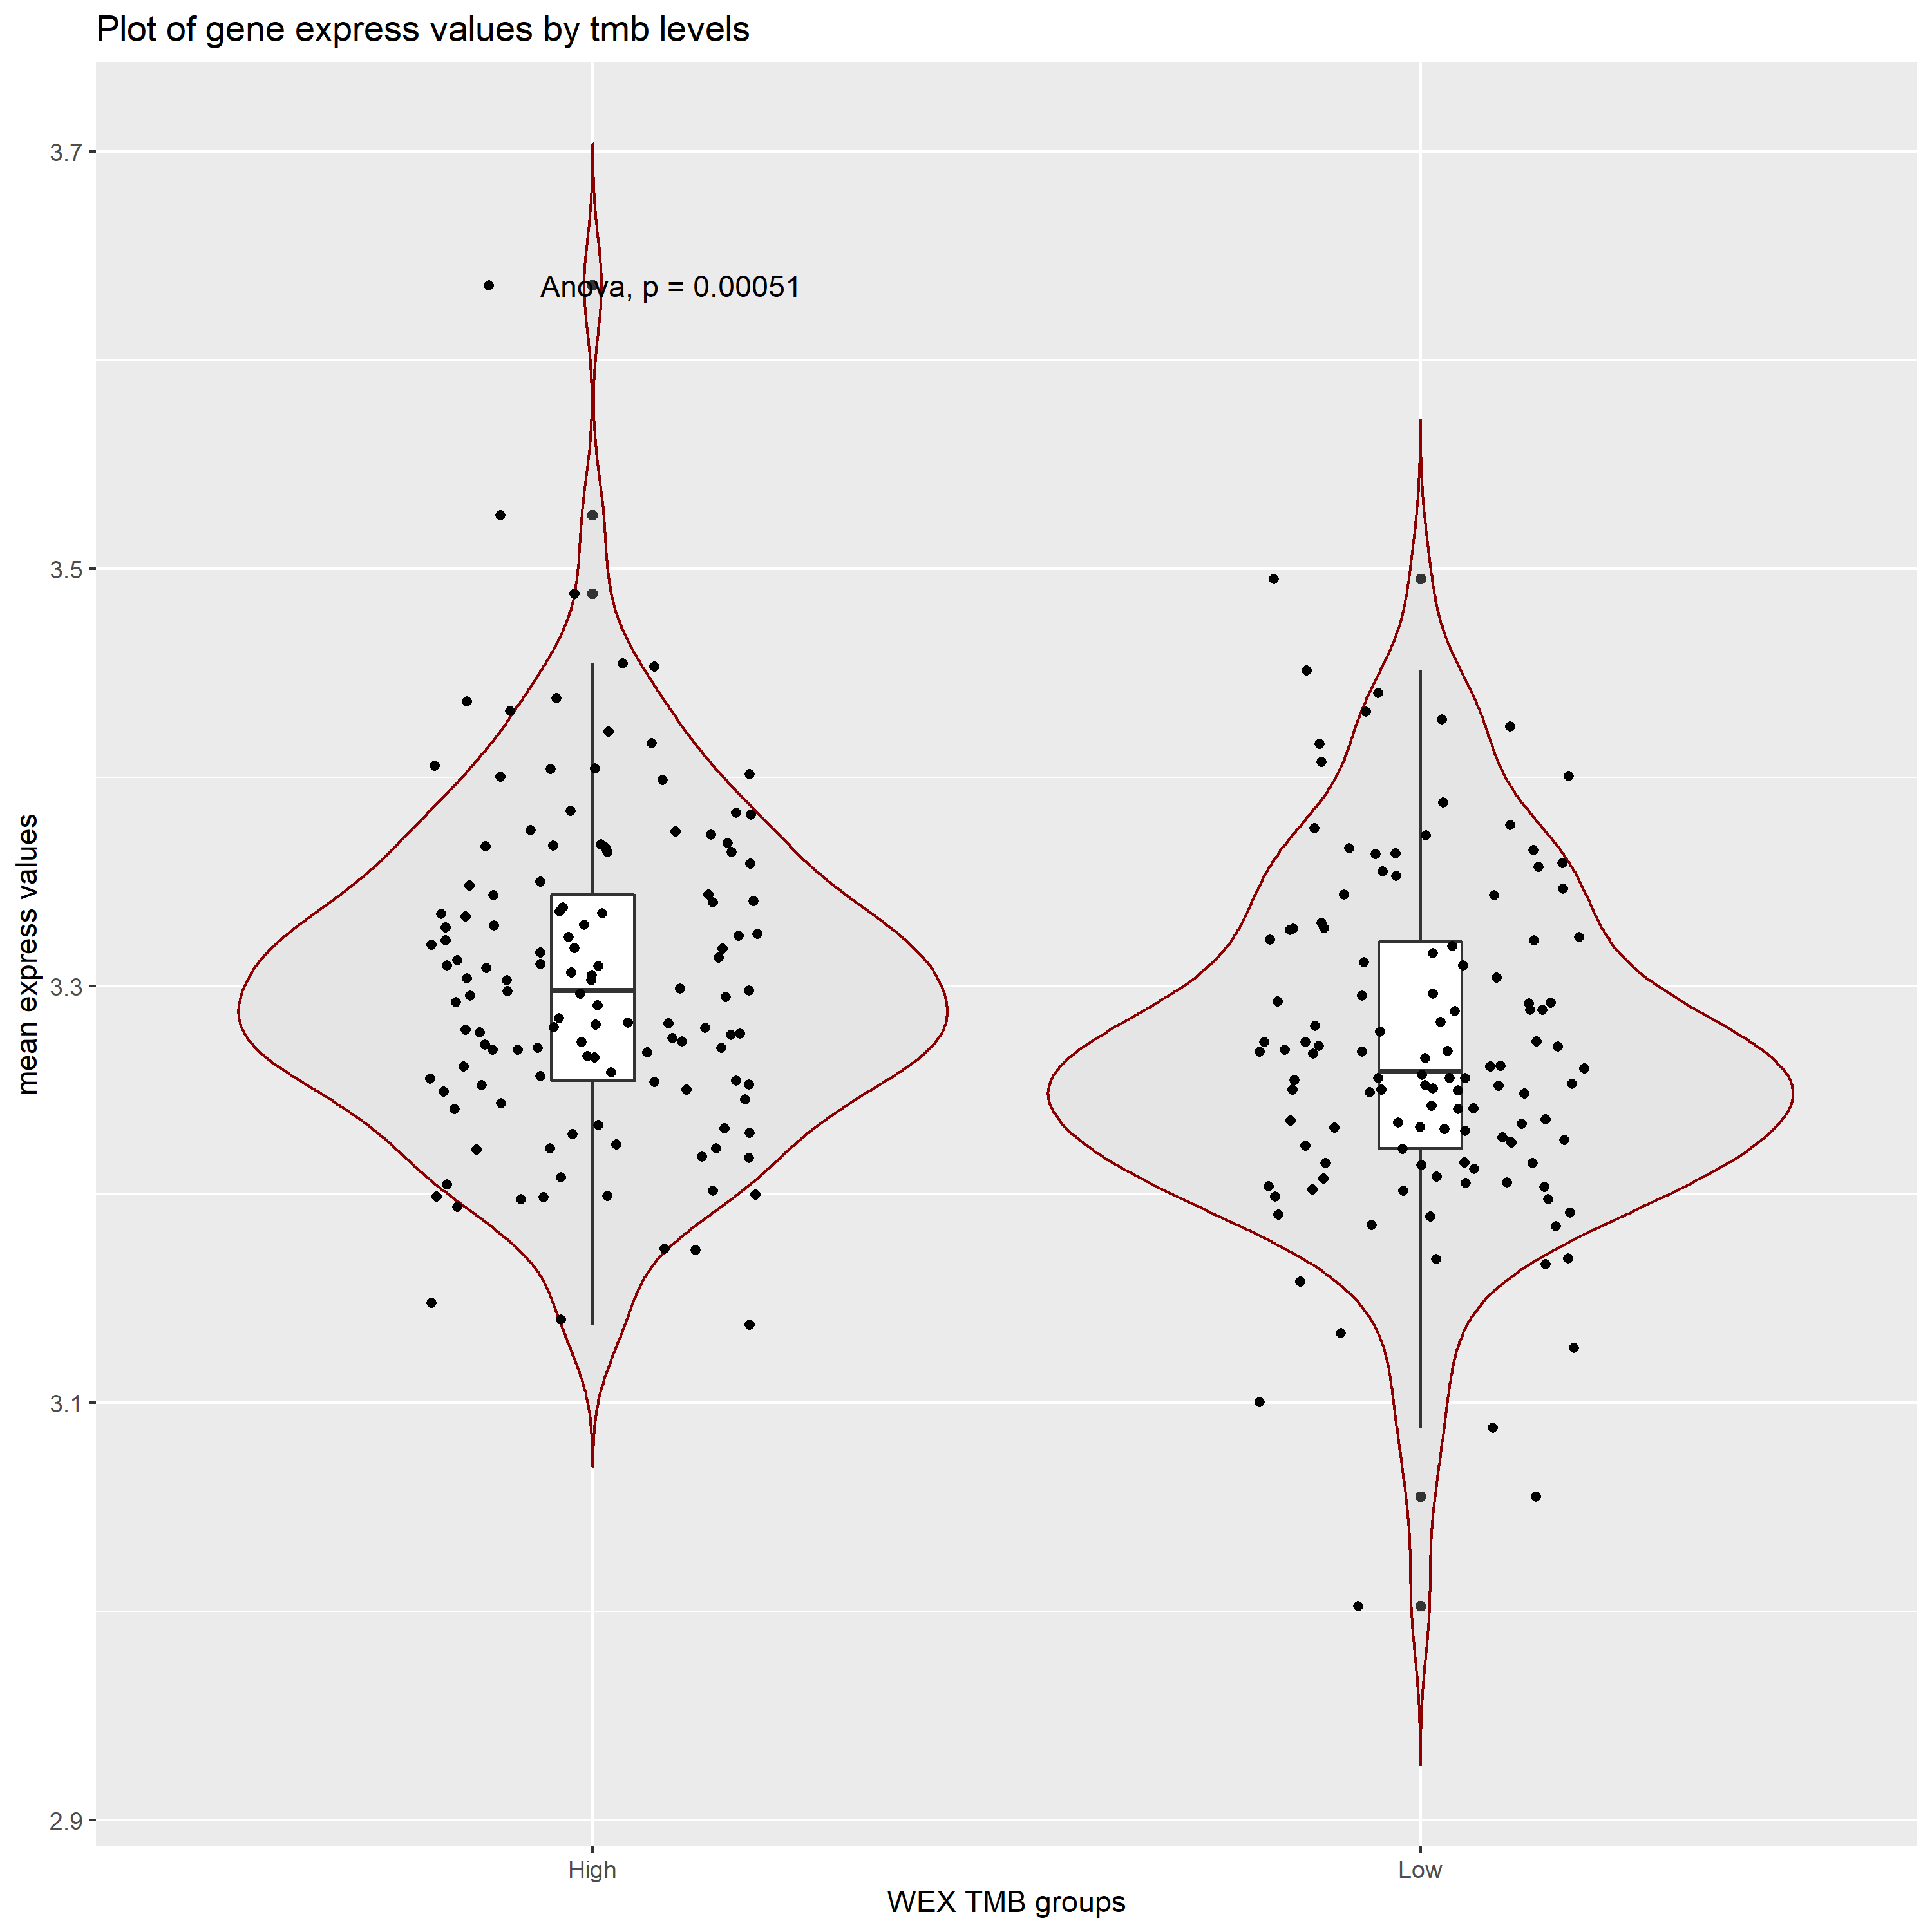 Plot of gene express values by tmb levels
3.7
Anova, p = 0.00051
3.5
3.3
mean express values
3.1
2.9
High
Low
WEX TMB groups